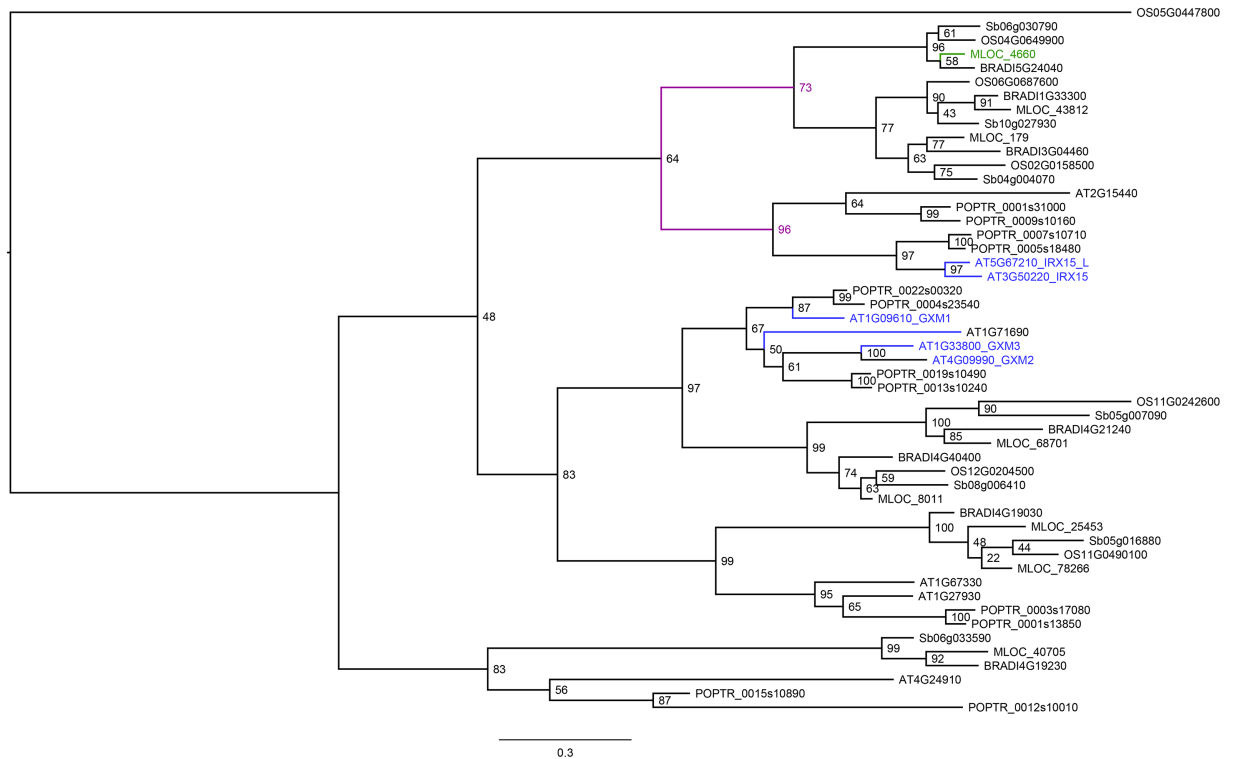 OS05G0447800
Sb06g030790
61
OS04G0649900
96
MLOC_4660
58
BRADI5G24040
73
OS06G0687600
90
BRADI1G33300
91
MLOC_43812
43
Sb10g027930
77
MLOC_179
77
BRADI3G04460
63
OS02G0158500
75
Sb04g004070
64
AT2G15440
64
POPTR_0001s31000
99
POPTR_0009s10160
96
POPTR_0007s10710
100
POPTR_0005s18480
97
AT5G67210_IRX15_L
97
AT3G50220_IRX15
48
POPTR_0022s00320
99
POPTR_0004s23540
87
AT1G09610_GXM1
67
AT1G71690
50
AT1G33800_GXM3
100
AT4G09990_GXM2
61
POPTR_0019s10490
100
POPTR_0013s10240
97
OS11G0242600
90
Sb05g007090
100
BRADI4G21240
85
MLOC_68701
99
BRADI4G40400
74
OS12G0204500
59
Sb08g006410
63
MLOC_8011
83
BRADI4G19030
100
MLOC_25453
48
Sb05g016880
44
OS11G0490100
22
MLOC_78266
99
AT1G67330
95
AT1G27930
65
POPTR_0003s17080
100
POPTR_0001s13850
Sb06g033590
99
MLOC_40705
92
BRADI4G19230
83
AT4G24910
56
POPTR_0015s10890
87
POPTR_0012s10010
0.3